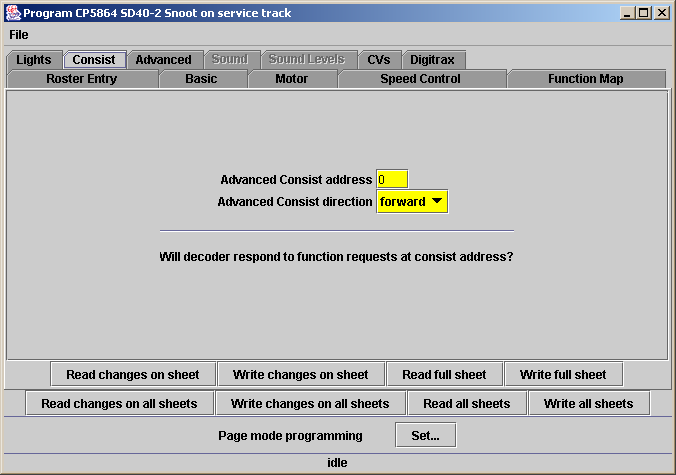 Program CP5864 SD40-2 Snoot on service track
File
Lights Consist Advanced Sound Sound Levels CVs Digitrax
Roster Entry Basic Motor Speed Control Function Map
Advanced Consist address 0
Advanced Consist direction forward
Will decoder respond to function requests at consist address?
Read changes on sheet Write changes on sheet Read full sheet Write full sheet
Read changes on all sheets Write changes on all sheets Read all sheets Write all sheets
Page mode programming Set...
idle